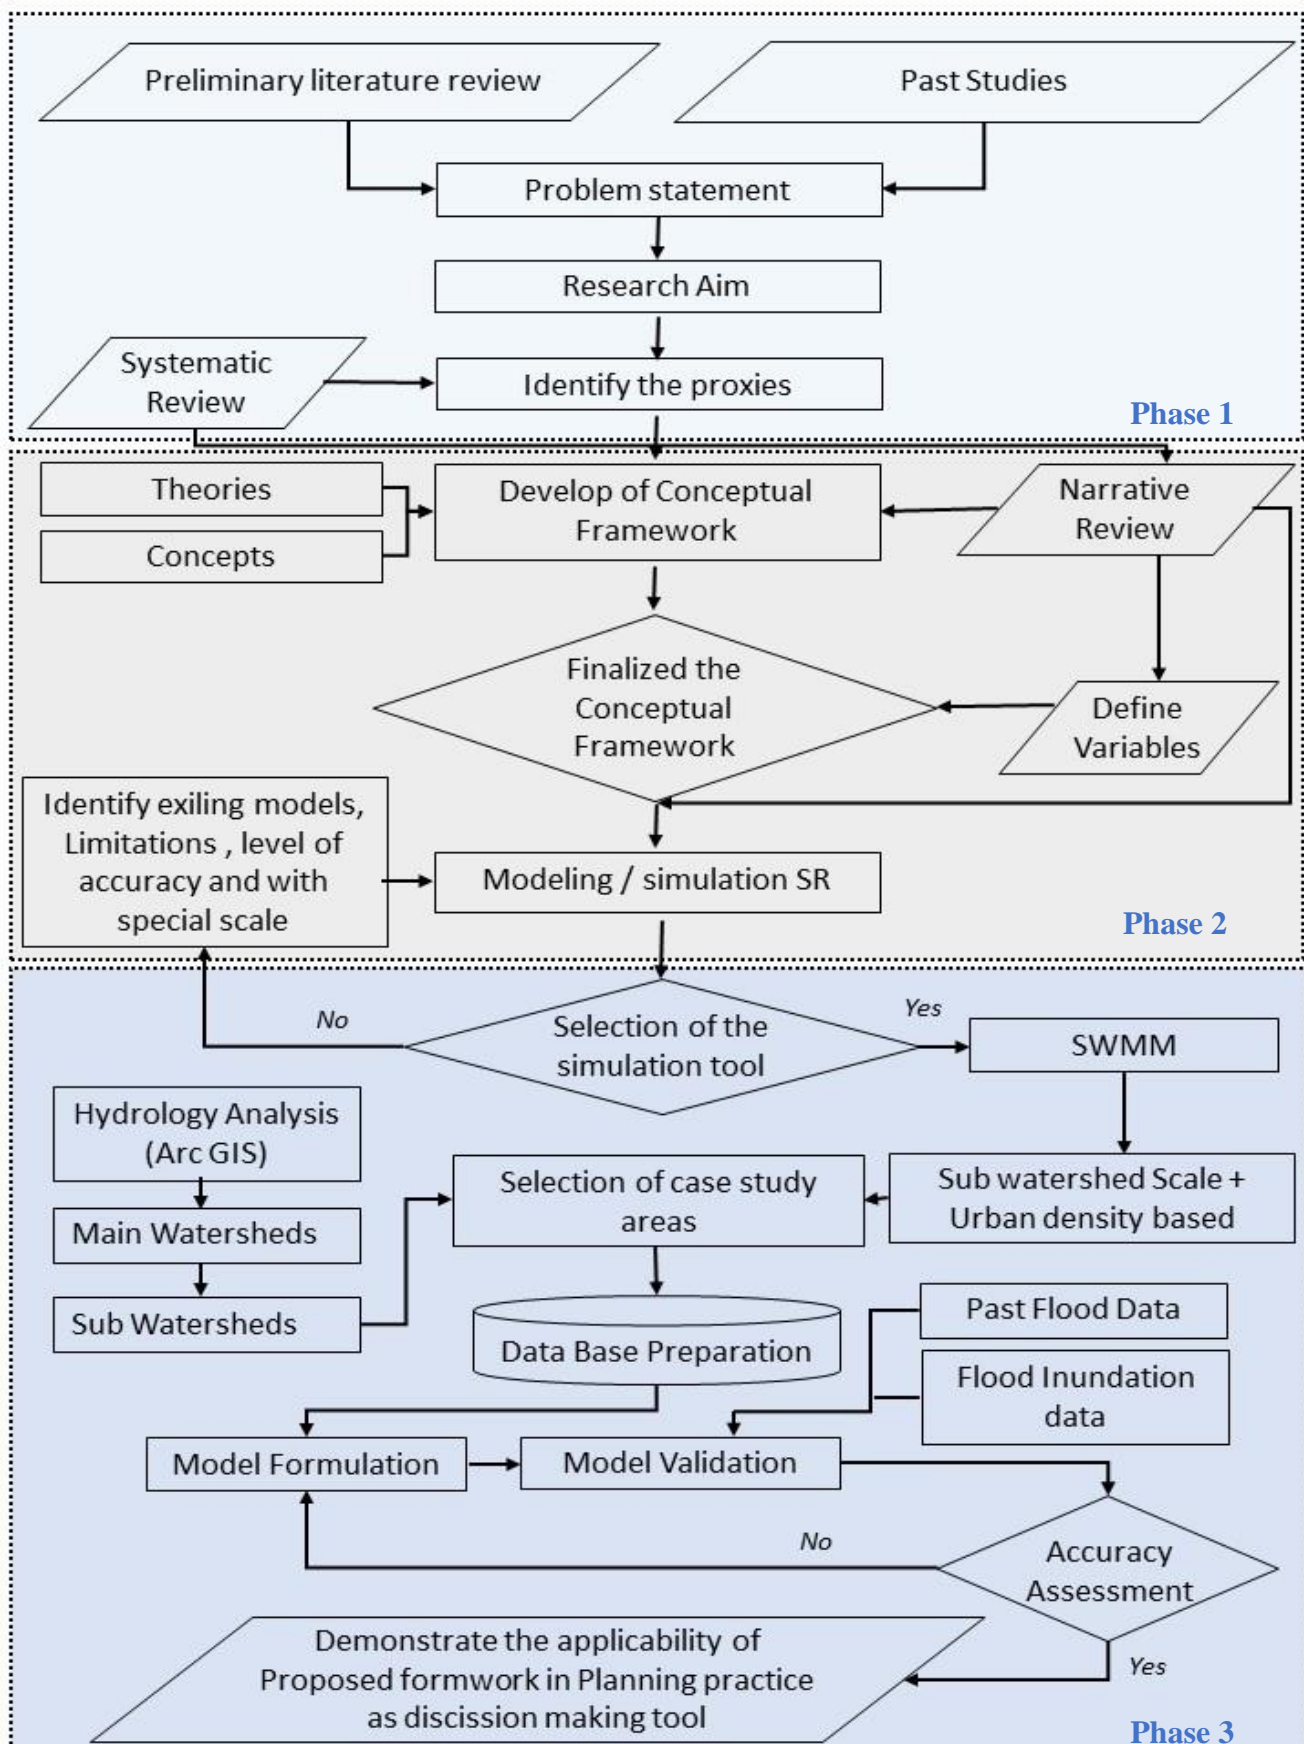 Preliminary literature review
Past Studies
Problem statement
Research Aim
Systematic
Review
Identify the proxies
Phase 1
Theories
Concepts
Develop of Conceptual
Framework
Narrative
Review
Finalized the
Conceptual
Framework
Define
Variables
Identify exiling models,
Limitations , level of
accuracy and with
special scale
Modeling / simulation SR
Phase 2
No
Selection of the
simulation tool
Yes
SWMM
Hydrology Analysis
(Arc GIS)
Main Watersheds
Sub Watersheds
Selection of case study
areas
Sub watershed Scale +
Urban density based
Data Base Preparation
Past Flood Data
Flood Inundation
data
Model Formulation
Model Validation
No
Accuracy
Assessment
Yes
Demonstrate the applicability of
Proposed formwork in Planning practice
as discission making tool
Phase 3